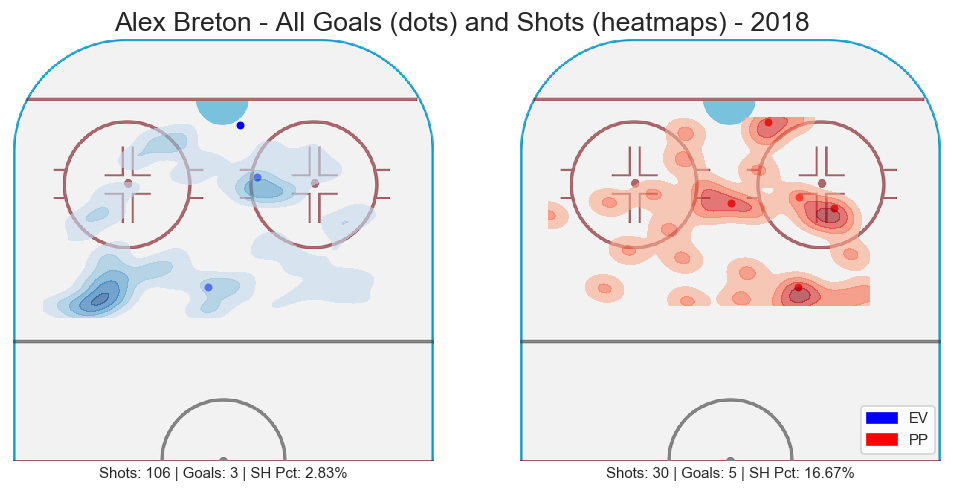 Alex Breton - All Goals (dots) and Shots (heatmaps) - 2018
EV
PP
Shots: 106 | Goals: 3 | SH Pct: 2.83%
Shots: 30 | Goals: 5 | SH Pct: 16.67%